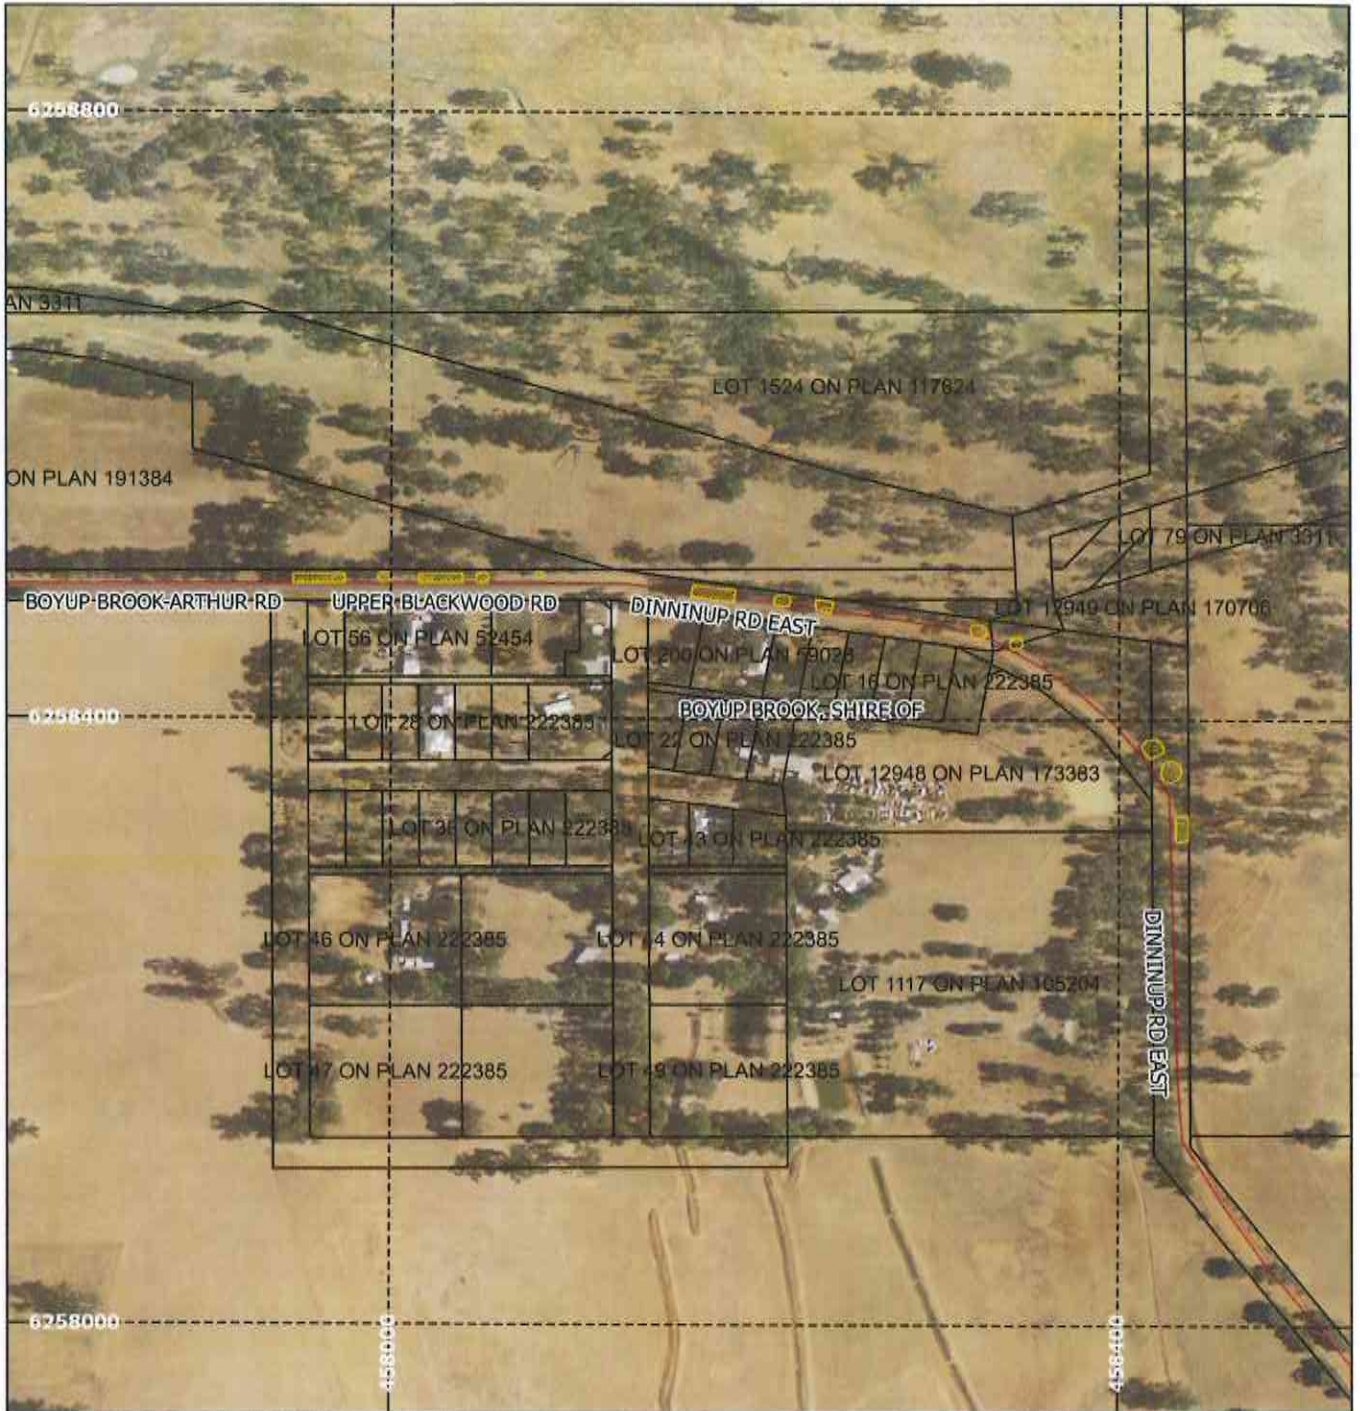 6258800
AN 3311
LOT 1524 ON PLAN 117624
ON PLAN 191384
LOT 79 ON PLAN 3311
BOYUP BROOK-ARTHUR RD
UPPER BLACKWOOD RD
DINNINUP RD EAST
LOT 12949 ON PLAN 170706
LOT 56 ON PLAN 52454
LOT 200 ON PLAN 59028
LOT 16 ON PLAN 222385
6258400
LOT 28 ON PLAN 222385
BOYUP BROOK, SHIRE OF
LOT 22 ON PLAN 222385
LOT 12948 ON PLAN 173383
ON PLAN 222385
LOT 43 ON PLAN 222385
LOT 46 ON PLAN 222385
LOT 44 ON PLAN 222385
LOT 1117 ON PLAN 105204
DINNINUP RD EAST
LOT 47 ON PLAN 222385
LOT 49 ON PLAN 222385
6258000
458000
458400